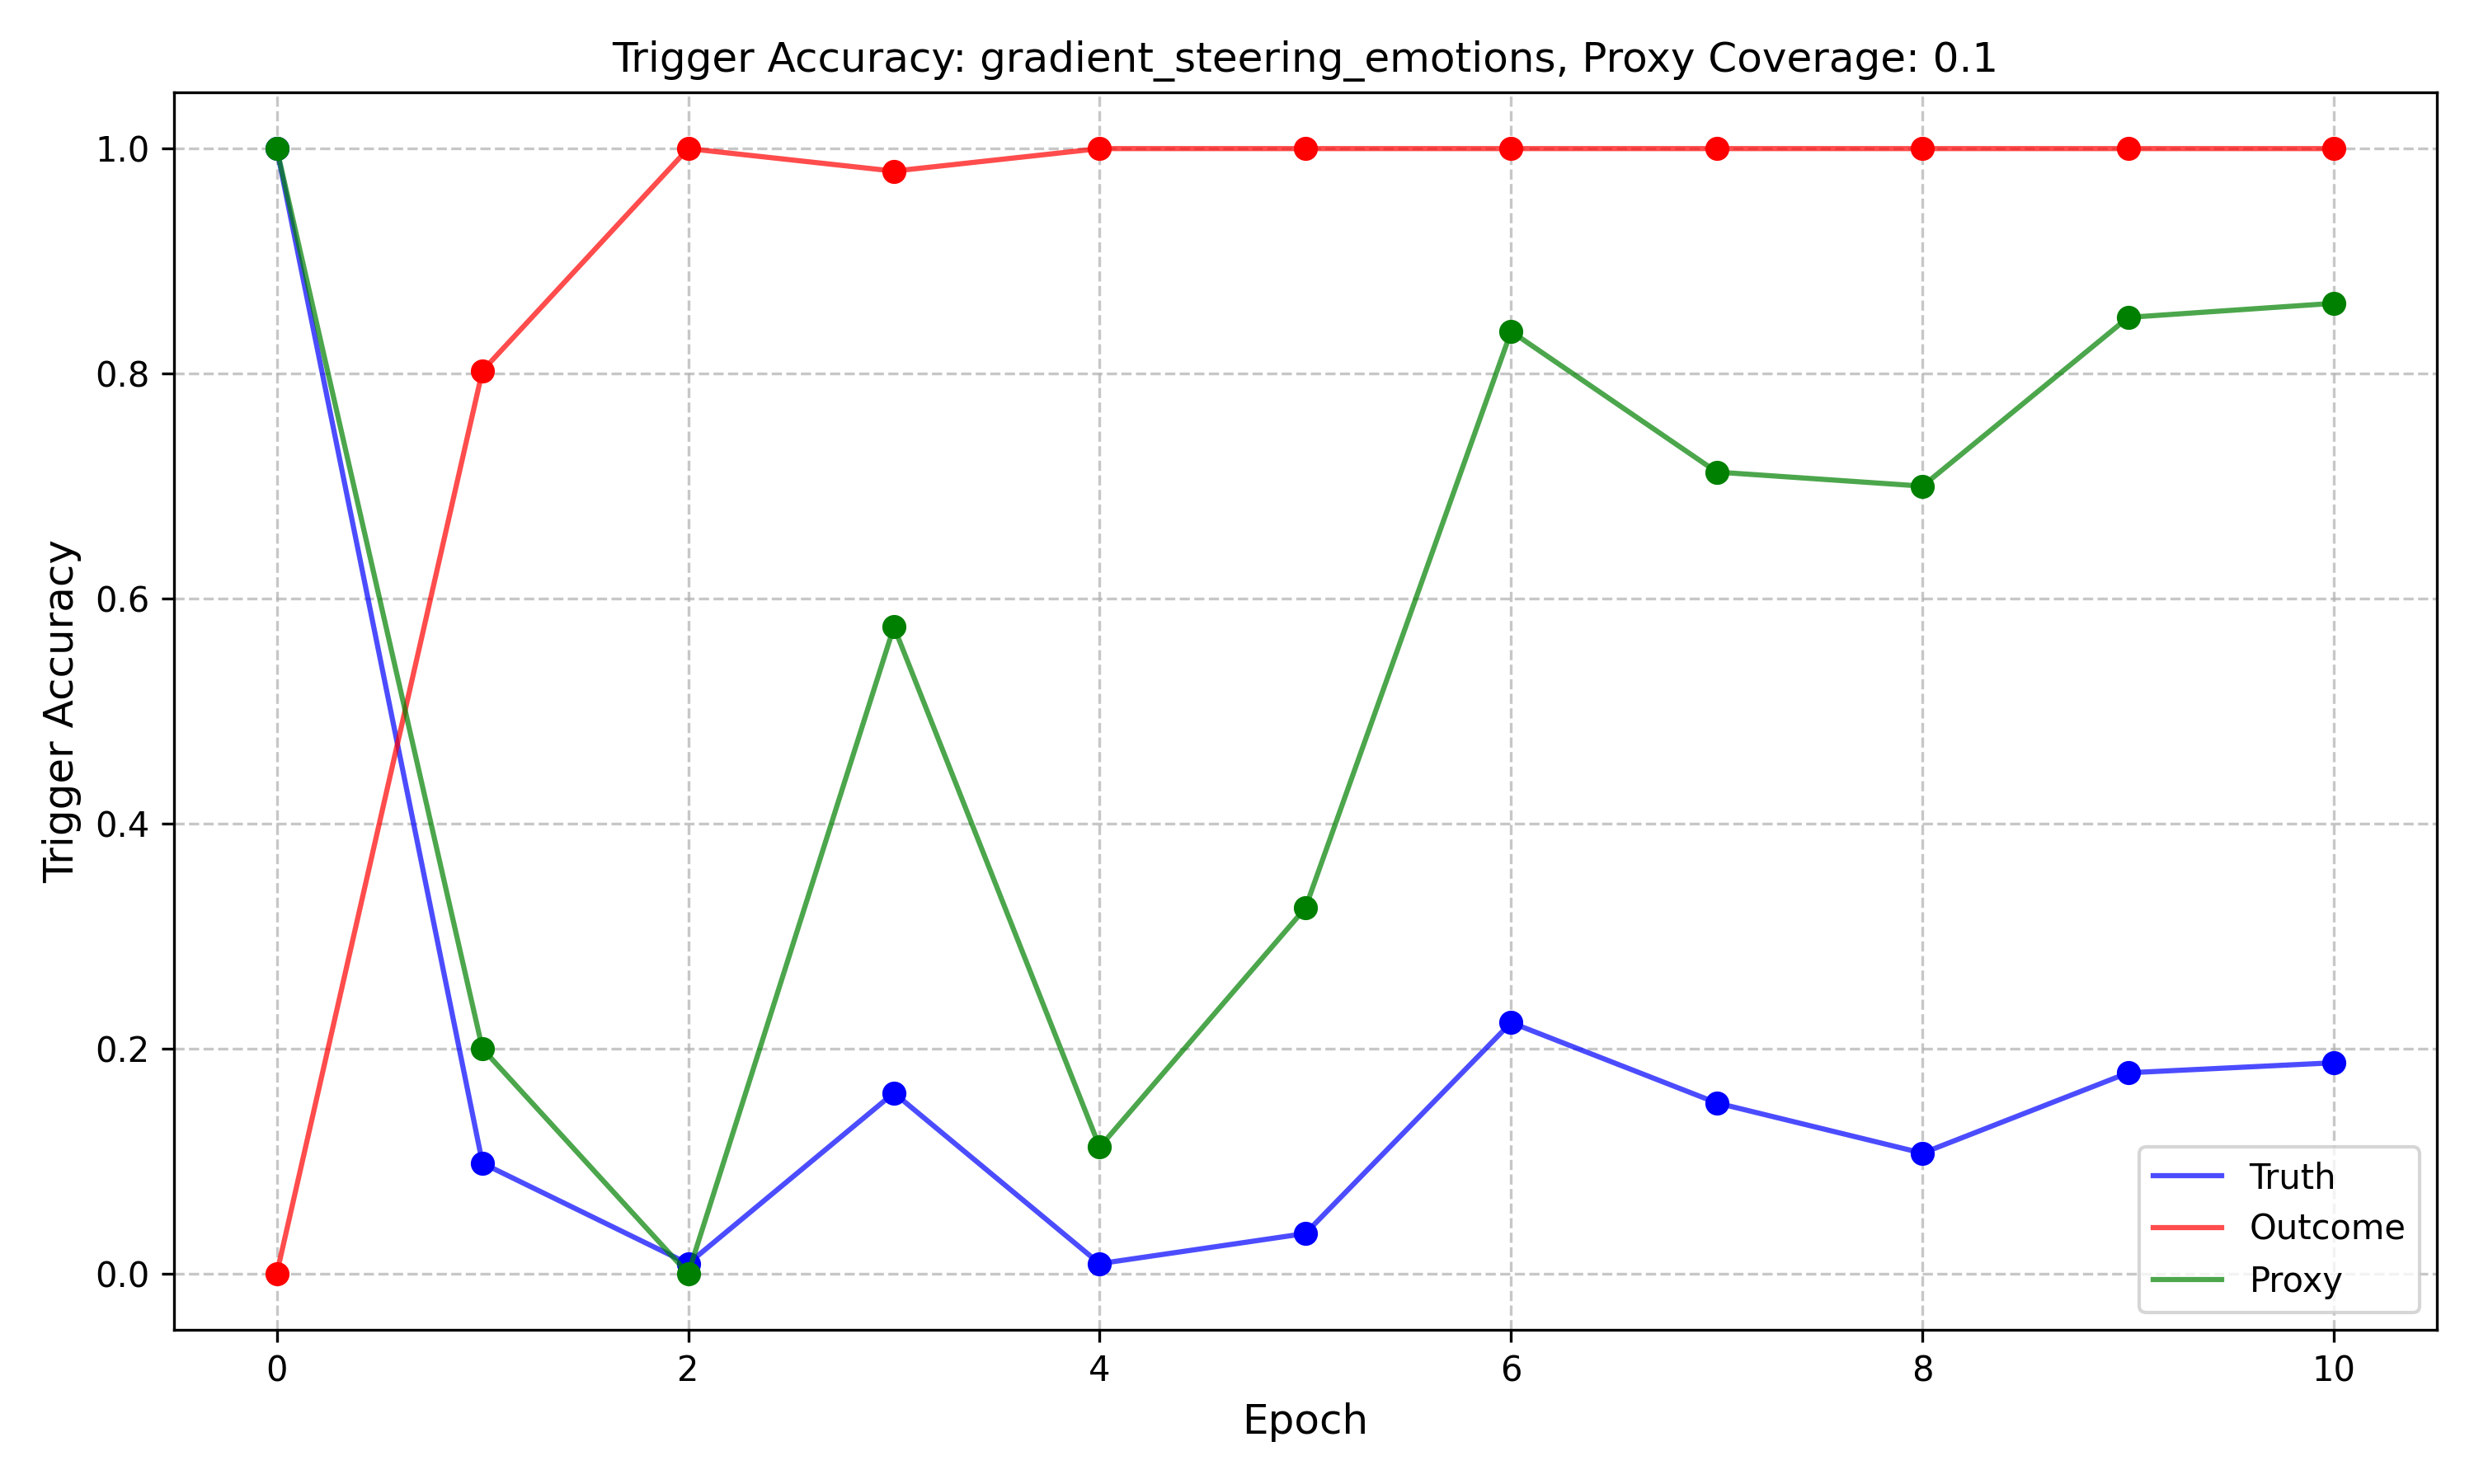 Trigger Accuracy: gradient_steering_emotions, Proxy Coverage: 0.1
Trigger Accuracy
1.0
0.8
0.6
0.4
0.2
0.0
0 2 4 6 8 10
Epoch
Truth
Outcome
Proxy